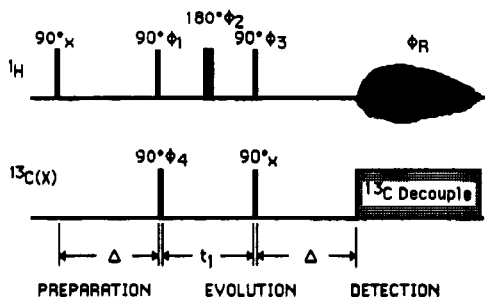 180°ϕ₂
90°x 90°ϕ₁ 90°ϕ₃ ϕR
¹H
¹³C(X) 90°ϕ₄ 90°x
¹³C Decouple
Δ t₁ Δ
PREPARATION EVOLUTION DETECTION